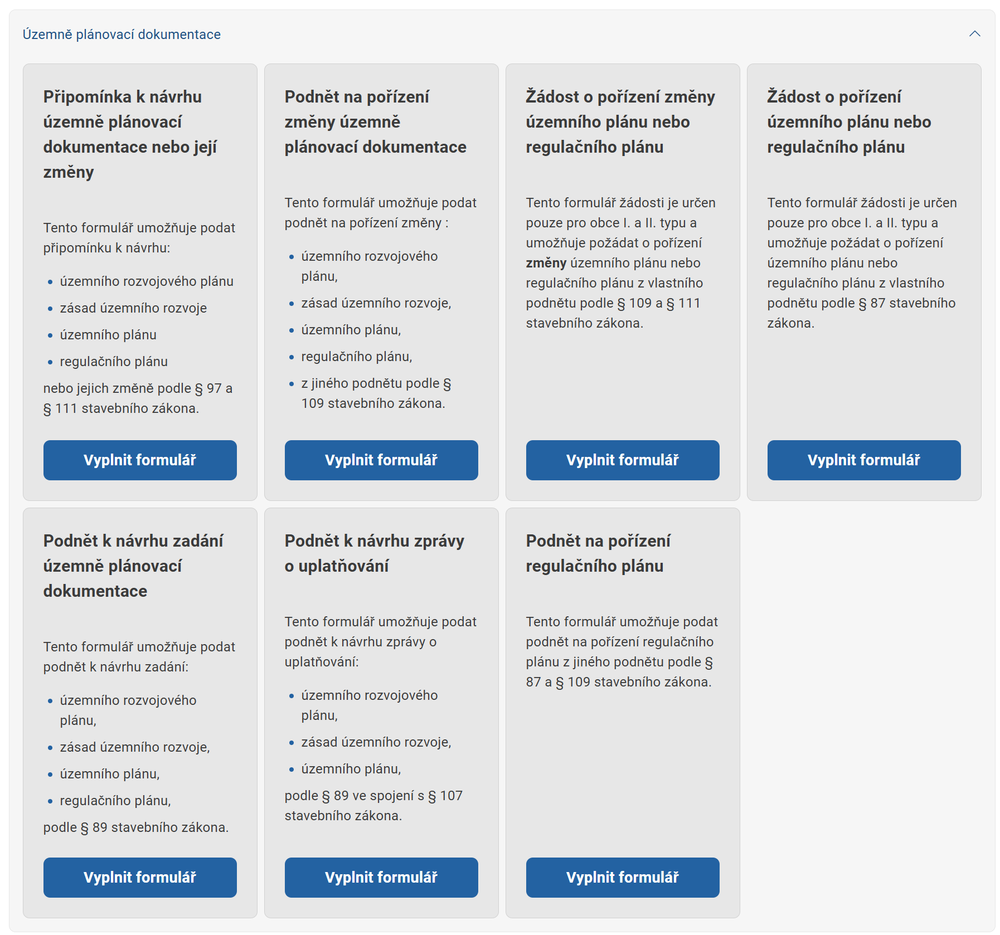 Územně plánovací dokumentace
Připomínka k návrhu
územně plánovací
dokumentace nebo její
změny
Tento formulář umožňuje podat
připomínku k návrhu:
územního rozvojového plánu
zásad územního rozvoje
územního plánu
regulačního plánu
nebo jejich změně podle § 97 a
§ 111 stavebního zákona.
Vyplnit formulář
Podnět na pořízení
změny územně
plánovací dokumentace
Tento formulář umožňuje podat
podnět na pořízení změny :
územního rozvojového
plánu,
zásad územního rozvoje,
územního plánu,
regulačního plánu,
z jiného podnětu podle §
109 stavebního zákona.
Vyplnit formulář
Žádost o pořízení změny
územního plánu nebo
regulačního plánu
Tento formulář žádosti je určen
pouze pro obce I. a II. typu a
umožňuje požádat o pořízení
změny územního plánu nebo
regulačního plánu z vlastního
podnětu podle § 109 a § 111
stavebního zákona.
Vyplnit formulář
Žádost o pořízení
územního plánu nebo
regulačního plánu
Tento formulář žádosti je určen
pouze pro obce I. a II. typu a
umožňuje požádat o pořízení
územního plánu nebo
regulačního plánu z vlastního
podnětu podle § 87 stavebního
zákona.
Vyplnit formulář
Podnět k návrhu zadání
územně plánovací
dokumentace
Tento formulář umožňuje podat
podnět k návrhu zadání:
územního rozvojového
plánu,
zásad územního rozvoje,
územního plánu,
regulačního plánu,
podle § 89 stavebního zákona.
Vyplnit formulář
Podnět k návrhu zprávy
o uplatňování
Tento formulář umožňuje podat
podnět k návrhu zprávy o
uplatňování:
územního rozvojového
plánu,
zásad územního rozvoje,
územního plánu,
podle § 89 ve spojení s § 107
stavebního zákona.
Vyplnit formulář
Podnět na pořízení
regulačního plánu
Tento formulář umožňuje podat
podnět na pořízení regulačního
plánu z jiného podnětu podle §
87 a § 109 stavebního zákona.
Vyplnit formulář